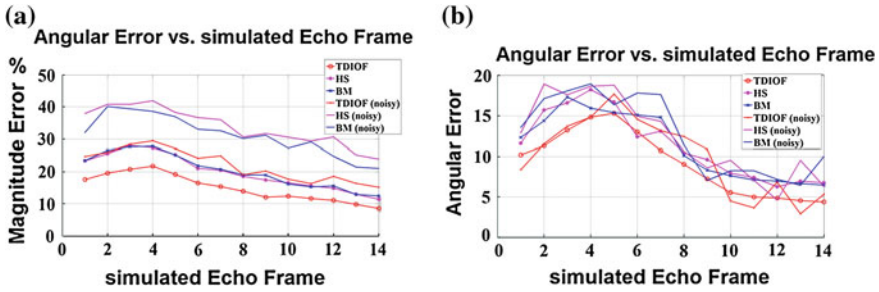 (a)
Angular Error vs. simulated Echo Frame
%
Magnitude Error
50
40
30
20
10
0
0 2 4 6 8 10 12 14
simulated Echo Frame
TDIOF
HS
BM
TDIOF (noisy)
HS (noisy)
BM (noisy)
(b)
Angular Error vs. simulated Echo Frame
Angular Error
20
15
10
5
0
0 2 4 6 8 10 12 14
simulated Echo Frame
TDIOF
HS
BM
TDIOF (noisy)
HS (noisy)
BM (noisy)